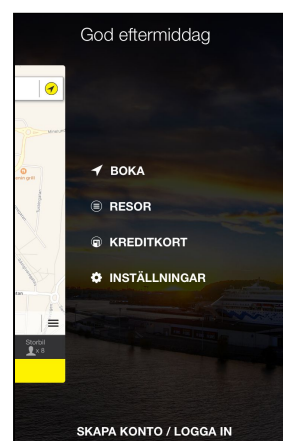 God eftermiddag
BOKA
RESOR
KREDITKORT
INSTÄLLNINGAR
Storbil
x 8
SKAPA KONTO / LOGGA IN